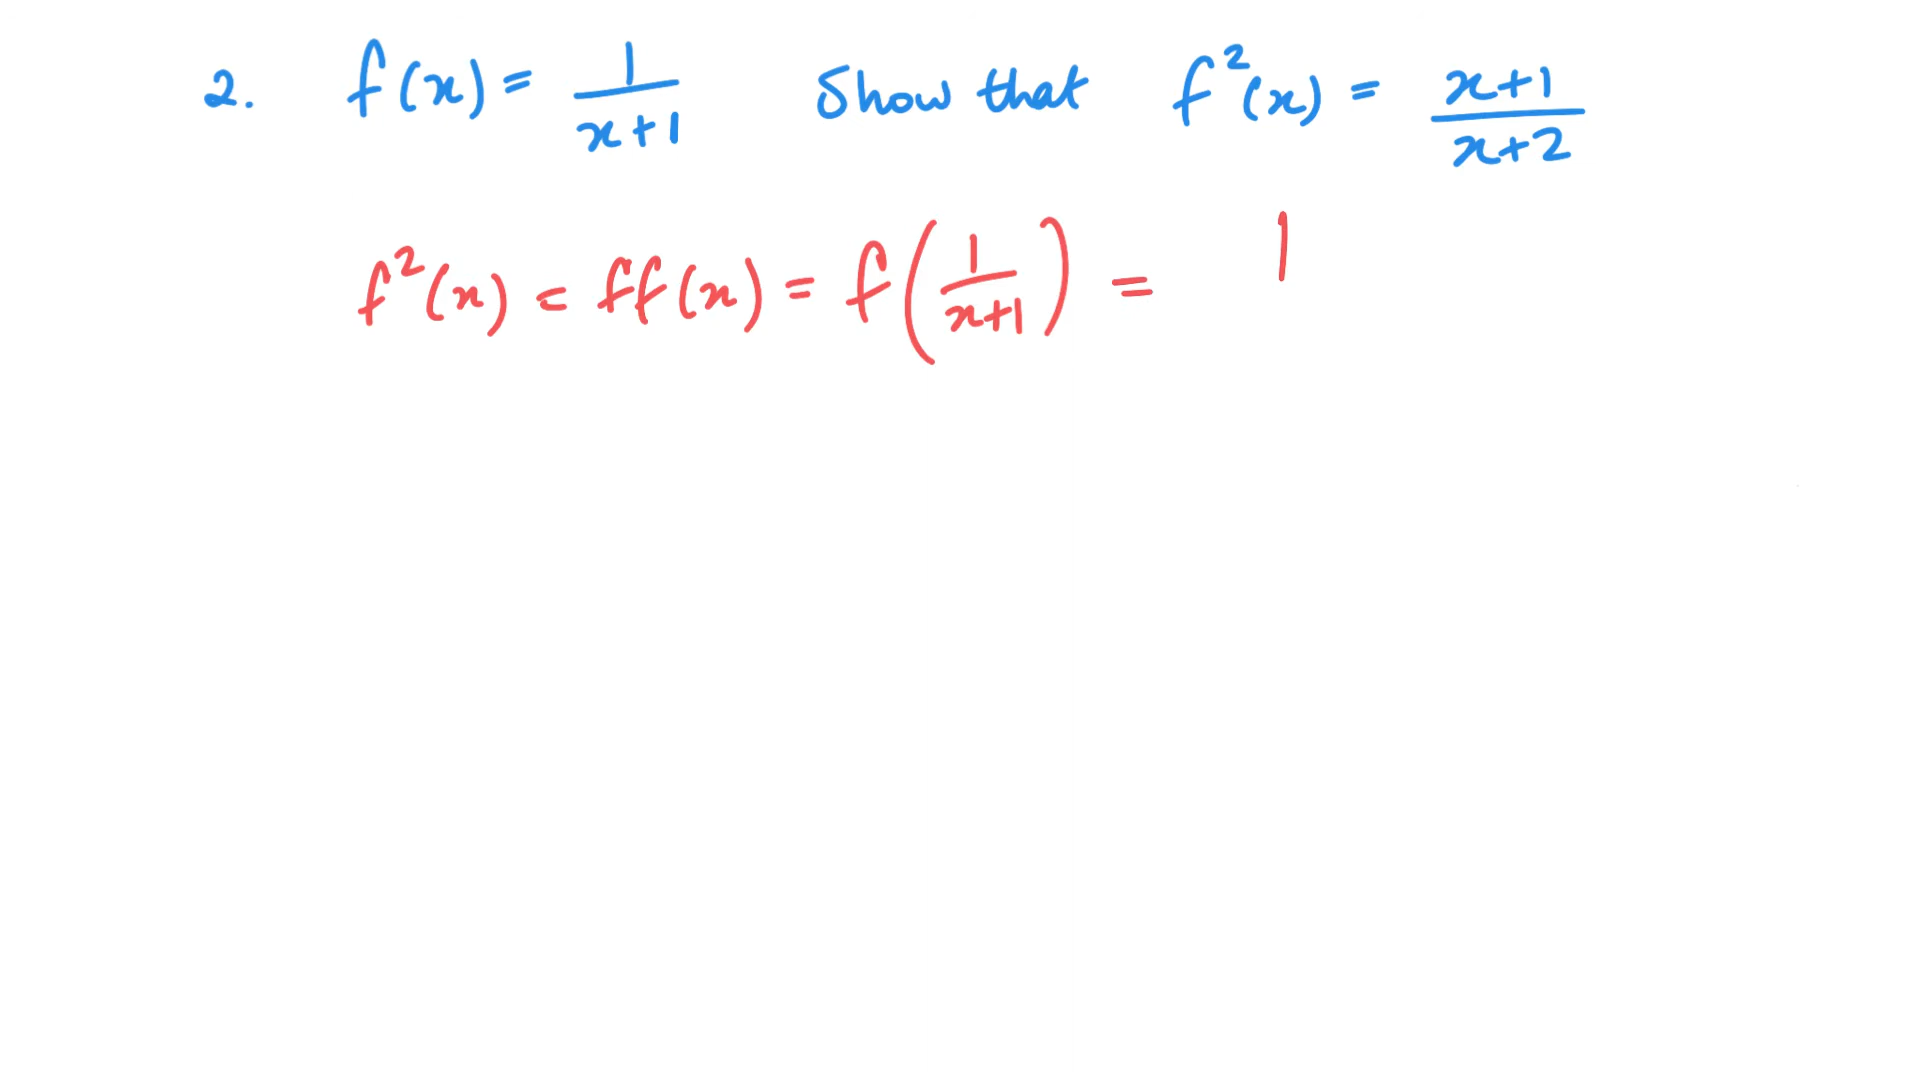 2. f(x) = 1/(x+1) Show that f²(x) = (x+1)/(x+2)
f²(x) = ff(x) = f(1/(x+1)) = 1